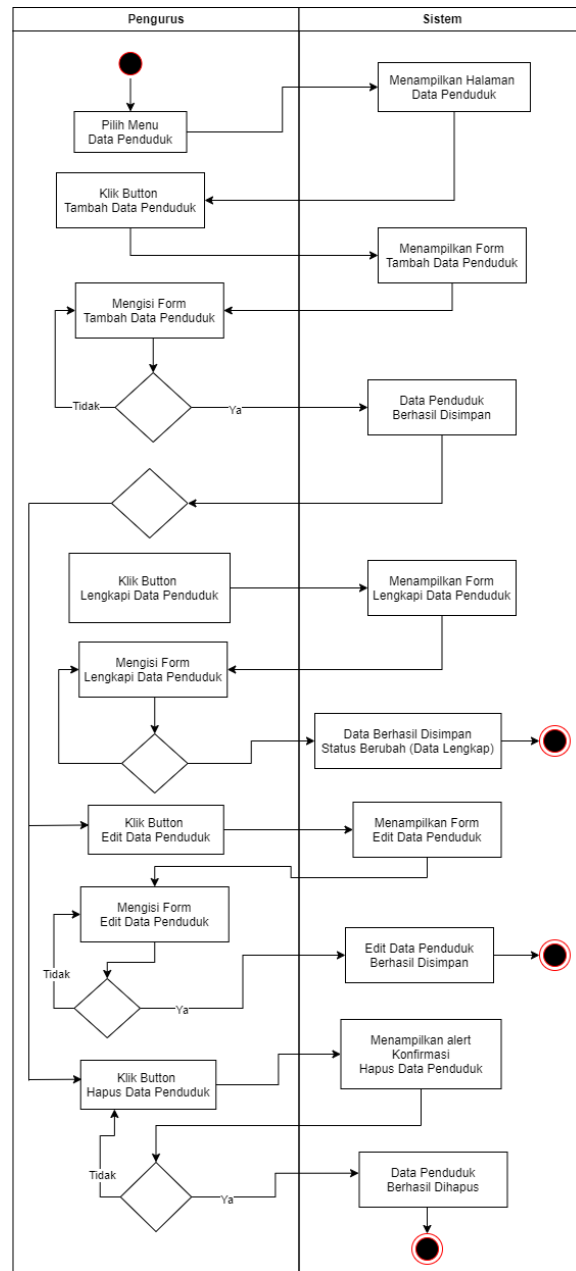 Pengurus
Sistem
Menampilkan Halaman
Data Penduduk
Pilih Menu
Data Penduduk
Klik Button
Tambah Data Penduduk
Menampilkan Form
Tambah Data Penduduk
Mengisi Form
Tambah Data Penduduk
Tidak
Ya
Data Penduduk
Berhasil Disimpan
Klik Button
Lengkapi Data Penduduk
Menampilkan Form
Lengkapi Data Penduduk
Mengisi Form
Lengkapi Data Penduduk
Data Berhasil Disimpan
Status Berubah (Data Lengkap)
Klik Button
Edit Data Penduduk
Menampilkan Form
Edit Data Penduduk
Mengisi Form
Edit Data Penduduk
Edit Data Penduduk
Berhasil Disimpan
Tidak
Ya
Menampilkan alert
Konfirmasi
Hapus Data Penduduk
Klik Button
Hapus Data Penduduk
Tidak
Ya
Data Penduduk
Berhasil Dihapus